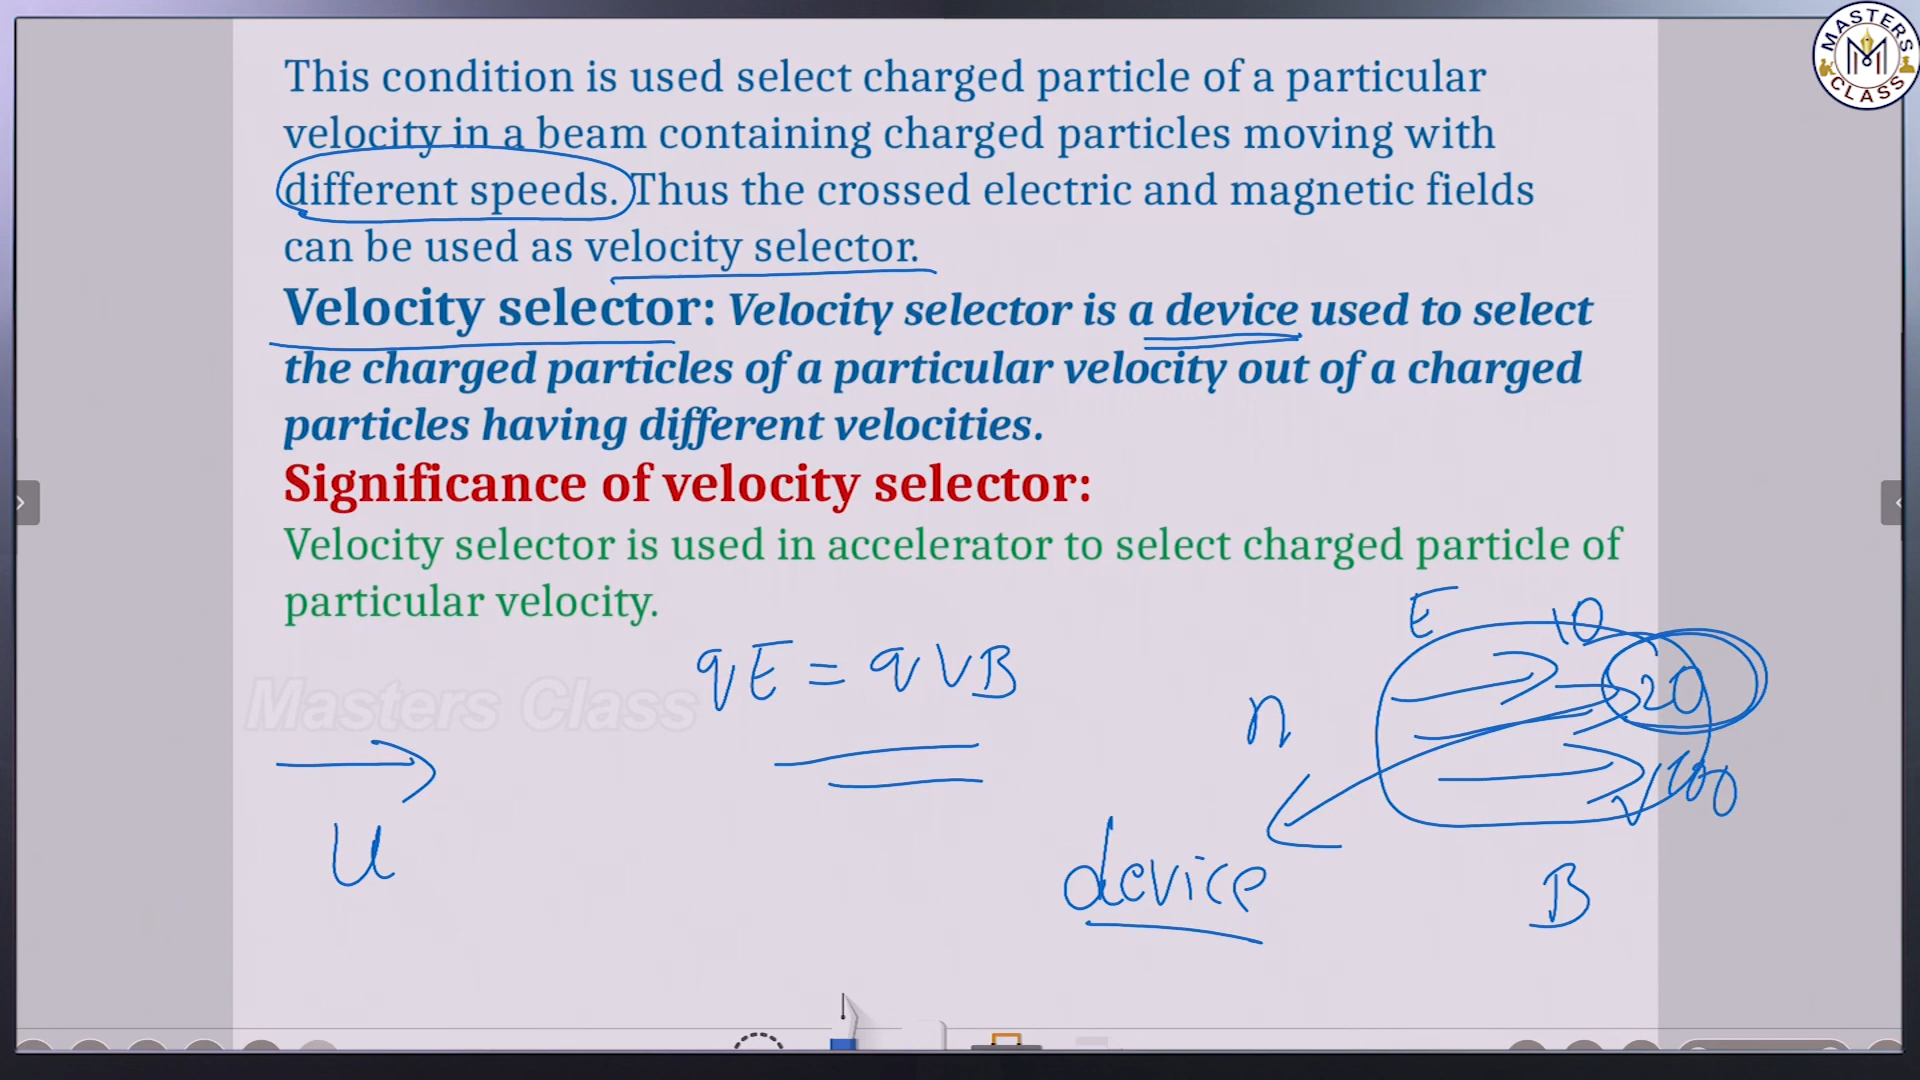 MASTERS
CLASS
This condition is used select charged particle of a particular
velocity in a beam containing charged particles moving with
different speeds. Thus the crossed electric and magnetic fields
can be used as velocity selector.
Velocity selector: Velocity selector is a device used to select
the charged particles of a particular velocity out of a charged
particles having different velocities.
Significance of velocity selector:
Velocity selector is used in accelerator to select charged particle of
particular velocity.
E 10
qE = qVB
20
Masters Class
n
100
U
device
B